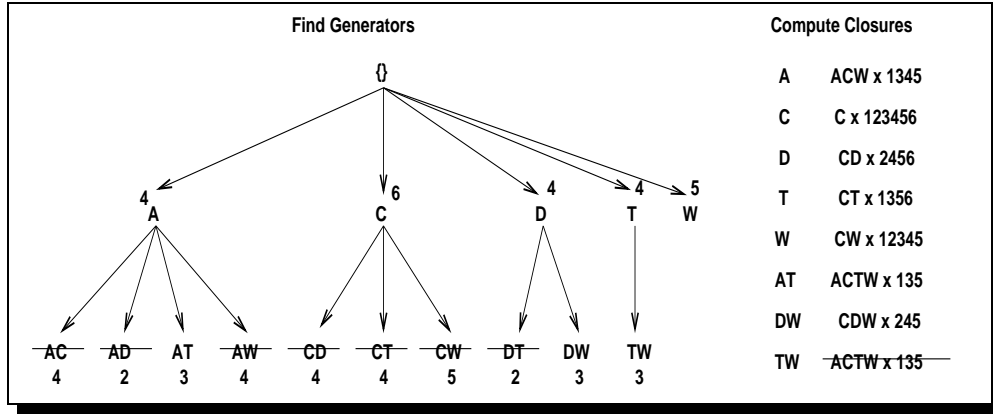 Find Generators
Compute Closures
{}
A ACW x 1345
C C x 123456
D CD x 2456
T CT x 1356
W CW x 12345
AT ACTW x 135
DW CDW x 245
TW ACTW x 135
4 6 4 4 5
A C D T W
AC AD AT AW CD CT CW DT DW TW
4 2 3 4 4 4 5 2 3 3